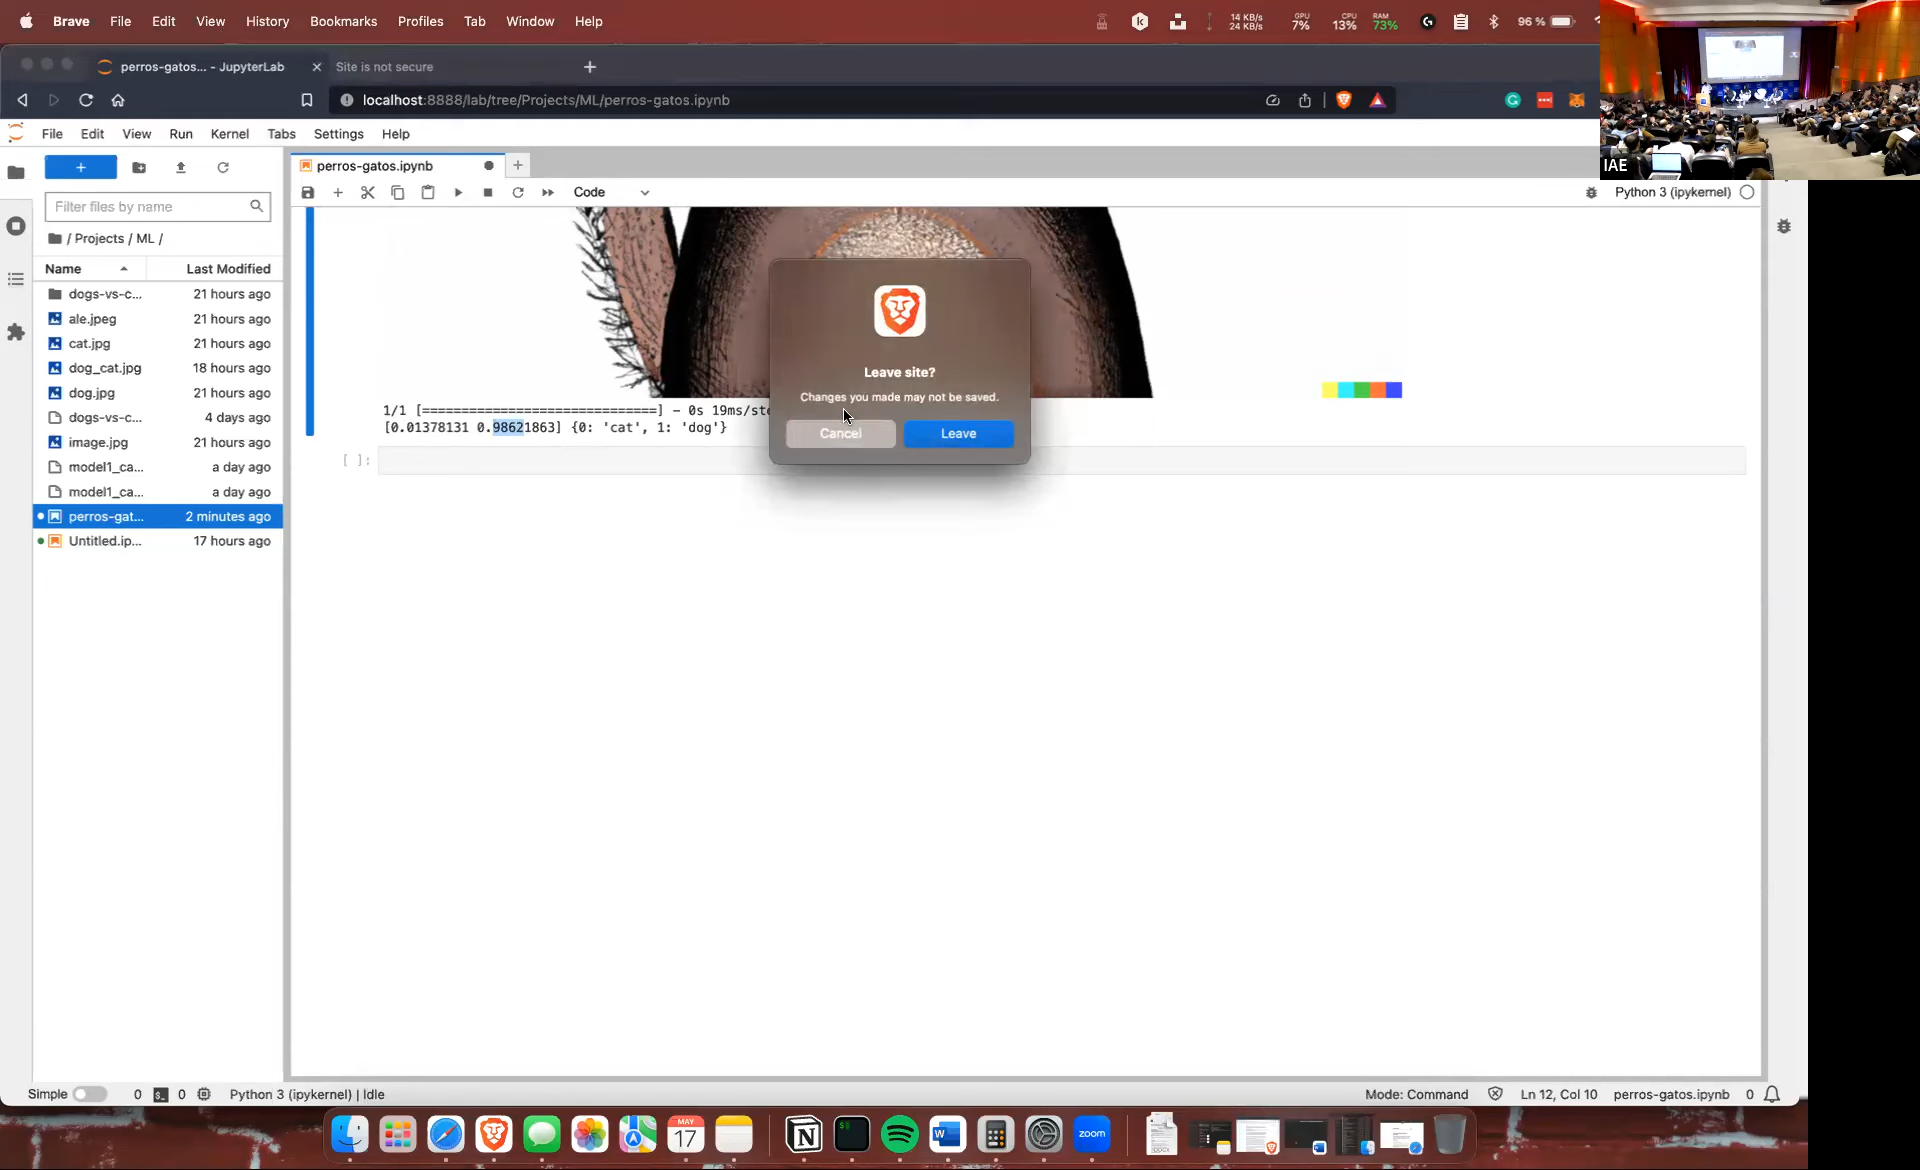 Brave File Edit View History Bookmarks Profiles Tab Window Help 14 KB/s 24 KB/s GPU 7% CPU 13% RAM 73% 96 %
perros-gatos... - JupyterLab Site is not secure
localhost:8888/lab/tree/Projects/ML/perros-gatos.ipynb
IAE
File Edit View Run Kernel Tabs Settings Help
perros-gatos.ipynb
Code Python 3 (ipykernel)
Filter files by name
/ Projects / ML /
Name Last Modified
dogs-vs-c... 21 hours ago
ale.jpeg 21 hours ago
cat.jpg 21 hours ago
dog_cat.jpg 18 hours ago
dog.jpg 21 hours ago
dogs-vs-c... 4 days ago
image.jpg 21 hours ago
model1_ca... a day ago
model1_ca... a day ago
perros-gat... 2 minutes ago
Untitled.ip... 17 hours ago
Leave site?
Changes you made may not be saved.
Cancel Leave
1/1 [==============================] - 0s 19ms/ste
[0.01378131 0.98621863] {0: 'cat', 1: 'dog'}
[ ]:
Simple 0 0 Python 3 (ipykernel) | Idle Mode: Command Ln 12, Col 10 perros-gatos.ipynb 0
MAY
17
zoom